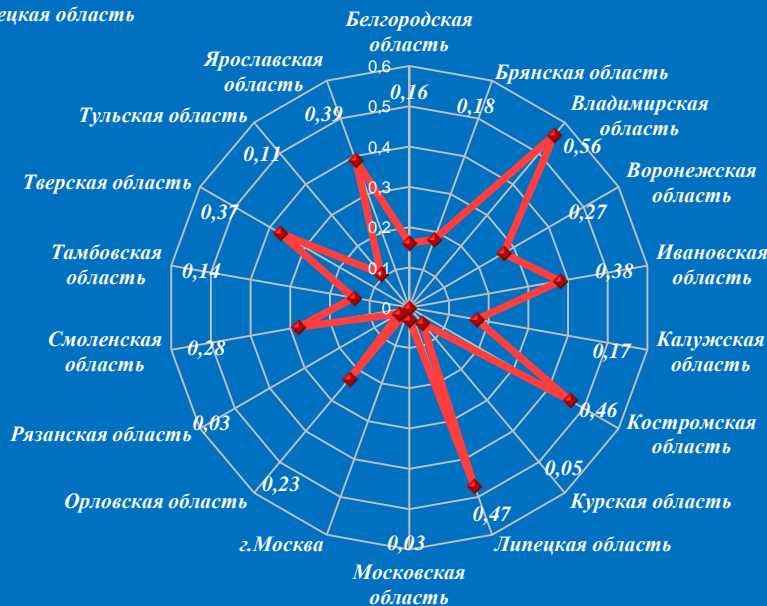 ецкая область
Белгородская
область
Ярославская
область
Брянская область
Владимирская
область
Тульская область
Воронежская
область
Тверская область
Ивановская
область
Тамбовская
область
Калужская
область
Смоленская
область
Костромская
область
Рязанская область
Курская область
Орловская область
Липецкая область
г.Москва
Московская
область
0,6
0,5
0,4
0,3
0,2
0,1
0
0,16
0,18
0,56
0,27
0,38
0,17
0,46
0,05
0,47
0,03
0,23
0,03
0,28
0,14
0,37
0,11
0,39